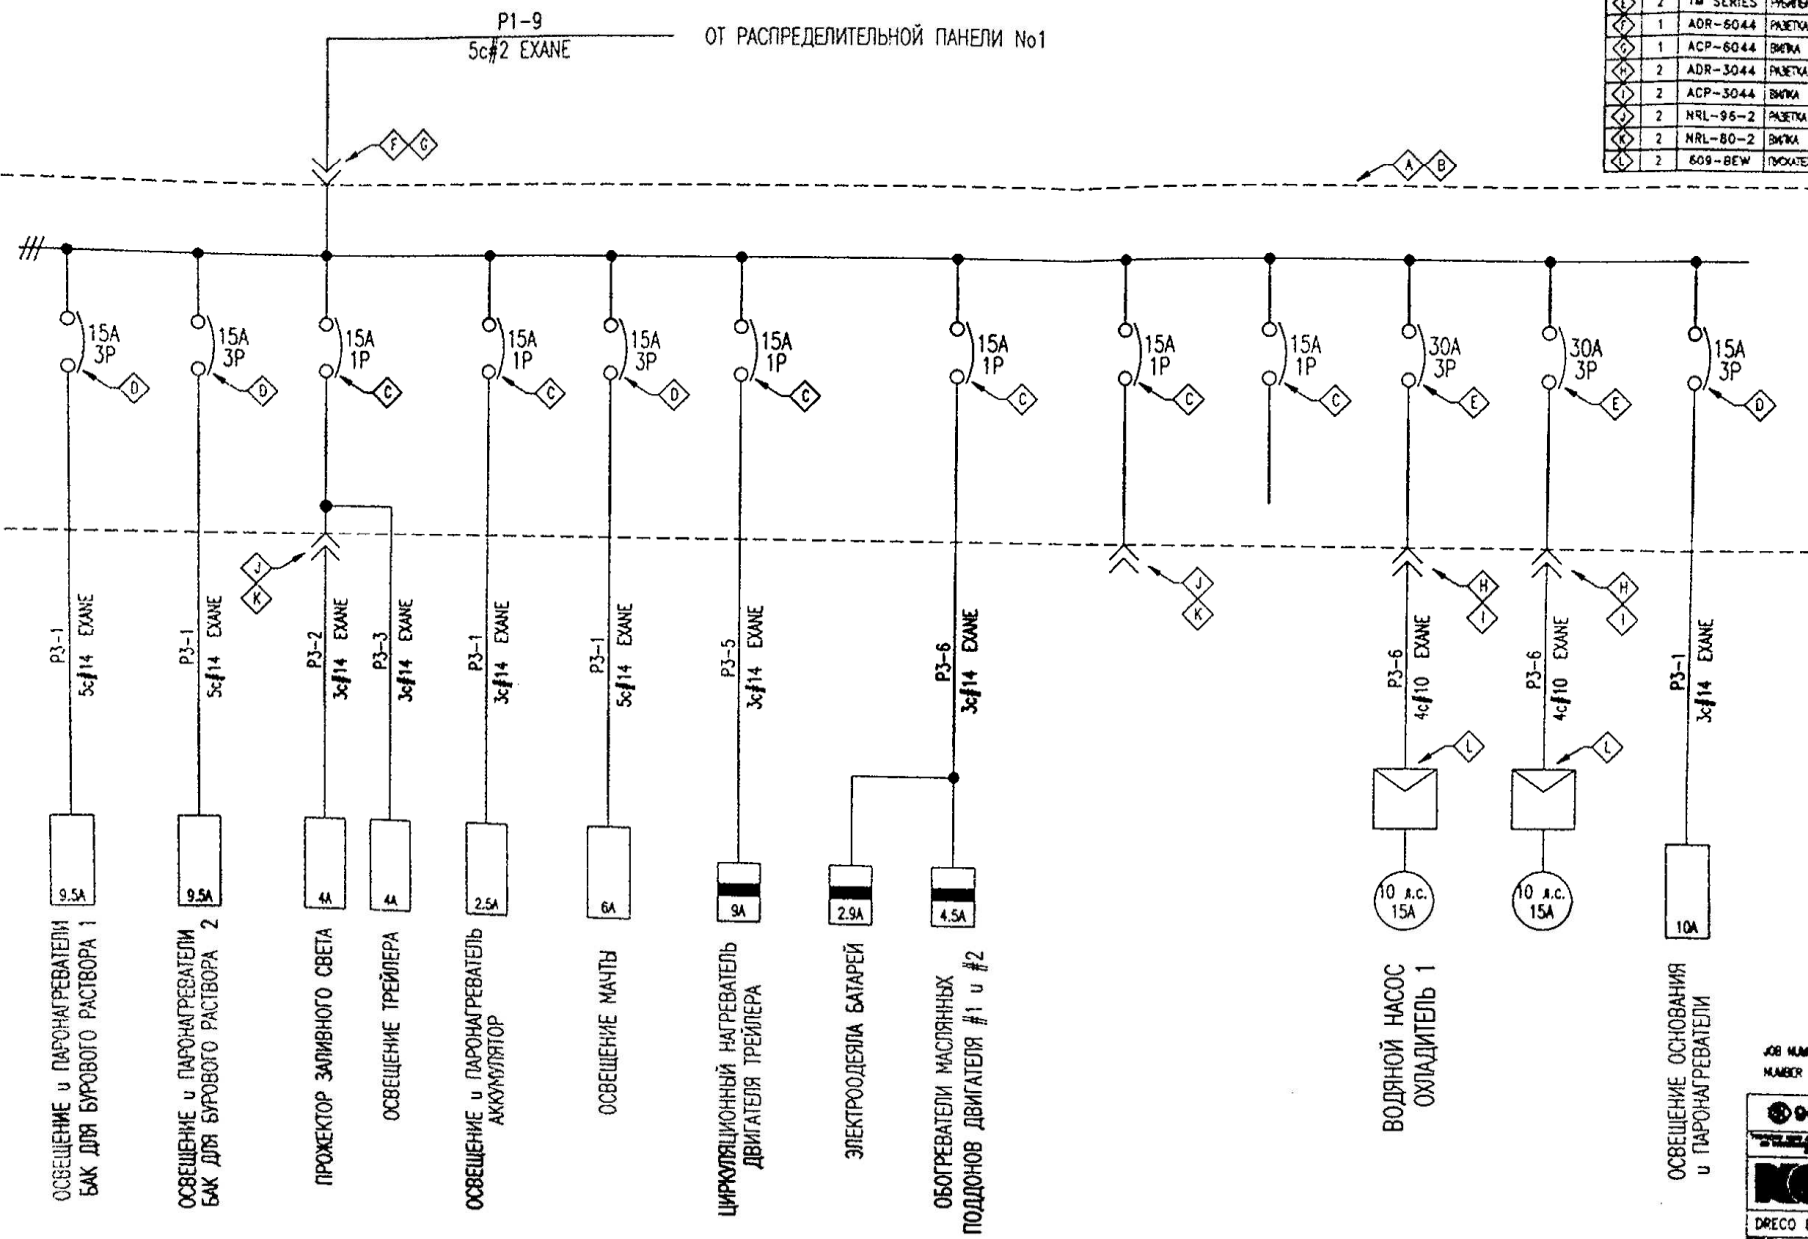 P1-9
5c#2 EXANE
ОТ РАСПРЕДЕЛИТЕЛЬНОЙ ПАНЕЛИ No1
E 2 TM SERIES
F 1 ADR-6044 РАЗЕТКА
G 1 ACP-6044 ВИЛКА
H 2 ADR-3044 РАЗЕТКА
I 2 ACP-3044 ВИЛКА
J 2 NRL-96-2 РАЗЕТКА
K 2 NRL-80-2 ВИЛКА
L 2 609-BEW
F G
A B
15A
3P
D
15A
3P
D
15A
1P
C
15A
1P
C
15A
3P
D
15A
1P
C
15A
1P
C
15A
1P
C
15A
1P
C
30A
3P
E
30A
3P
E
15A
3P
D
J
K
J
K
H
I
H
I
P3-1
5c#14 EXANE
P3-1
5c#14 EXANE
P3-2
3c#14 EXANE
P3-3
3c#14 EXANE
P3-1
3c#14 EXANE
P3-1
5c#14 EXANE
P3-5
3c#14 EXANE
P3-6
3c#14 EXANE
P3-6
4c#10 EXANE
P3-6
4c#10 EXANE
P3-1
3c#14 EXANE
L
L
9.5A
9.5A
4A
4A
2.5A
6A
9A
2.9A
4.5A
10 л.с.
15A
10 л.с.
15A
10A
ОСВЕЩЕНИЕ и ПАРОНАГРЕВАТЕЛИ
БАК ДЛЯ БУРОВОГО РАСТВОРА 1
ОСВЕЩЕНИЕ и ПАРОНАГРЕВАТЕЛИ
БАК ДЛЯ БУРОВОГО РАСТВОРА 2
ПРОЖЕКТОР ЗАЛИВНОГО СВЕТА
ОСВЕЩЕНИЕ ТРЕЙЛЕРА
ОСВЕЩЕНИЕ и ПАРОНАГРЕВАТЕЛЬ
АККУМУЛЯТОР
ОСВЕЩЕНИЕ МАЧТЫ
ЦИРКУЛЯЦИОННЫЙ НАГРЕВАТЕЛЬ
ДВИГАТЕЛЯ ТРЕЙЛЕРА
ЭЛЕКТРООДЕЯЛА БАТАРЕЙ
ОБОГРЕВАТЕЛИ МАСЛЯННЫХ
ПОДДОНОВ ДВИГАТЕЛЯ #1 и #2
ВОДЯНОЙ НАСОС
ОХЛАДИТЕЛЬ 1
ОСВЕЩЕНИЕ ОСНОВАНИЯ
и ПАРОНАГРЕВАТЕЛИ
JOB NUM
NUMBER
DRECO